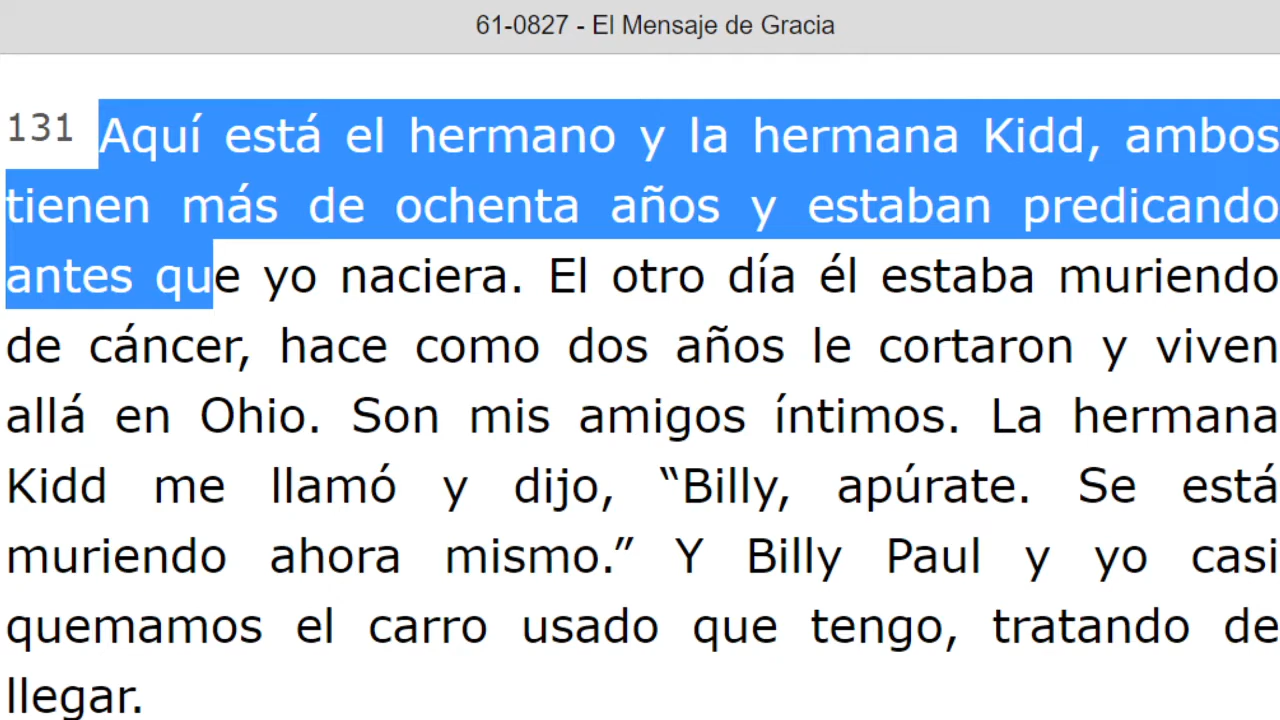 61-0827 - El Mensaje de Gracia
131 Aquí está el hermano y la hermana Kidd, ambos
tienen más de ochenta años y estaban predicando
antes que yo naciera. El otro día él estaba muriendo
de cáncer, hace como dos años le cortaron y viven
allá en Ohio. Son mis amigos íntimos. La hermana
Kidd me llamó y dijo, “Billy, apúrate. Se está
muriendo ahora mismo.” Y Billy Paul y yo casi
quemamos el carro usado que tengo, tratando de
llegar.